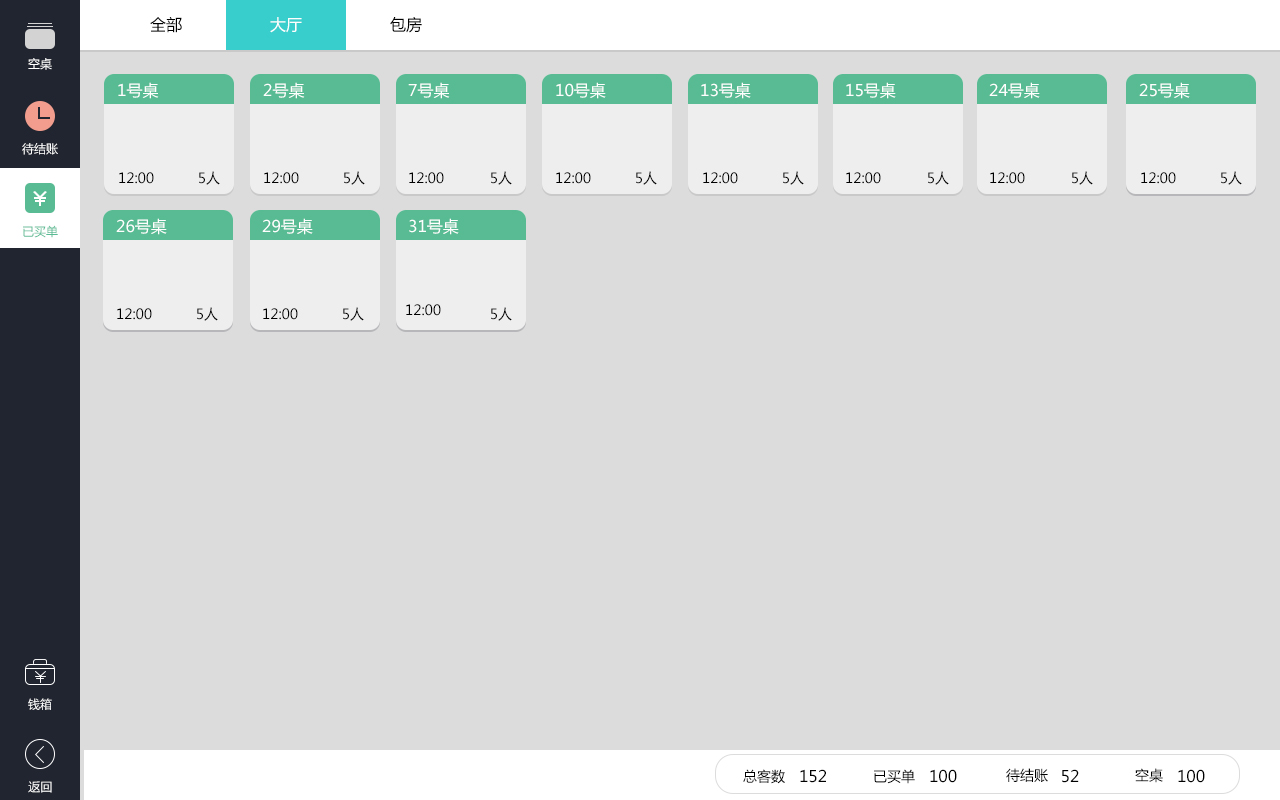 全部 大厅 包房
空桌
待结账
已买单
钱箱
返回
1号桌 2号桌 7号桌 10号桌 13号桌 15号桌 24号桌 25号桌
12:00 5人 12:00 5人 12:00 5人 12:00 5人 12:00 5人 12:00 5人 12:00 5人 12:00 5人
26号桌 29号桌 31号桌
12:00 5人 12:00 5人 12:00 5人
总客数 152 已买单 100 待结账 52 空桌 100